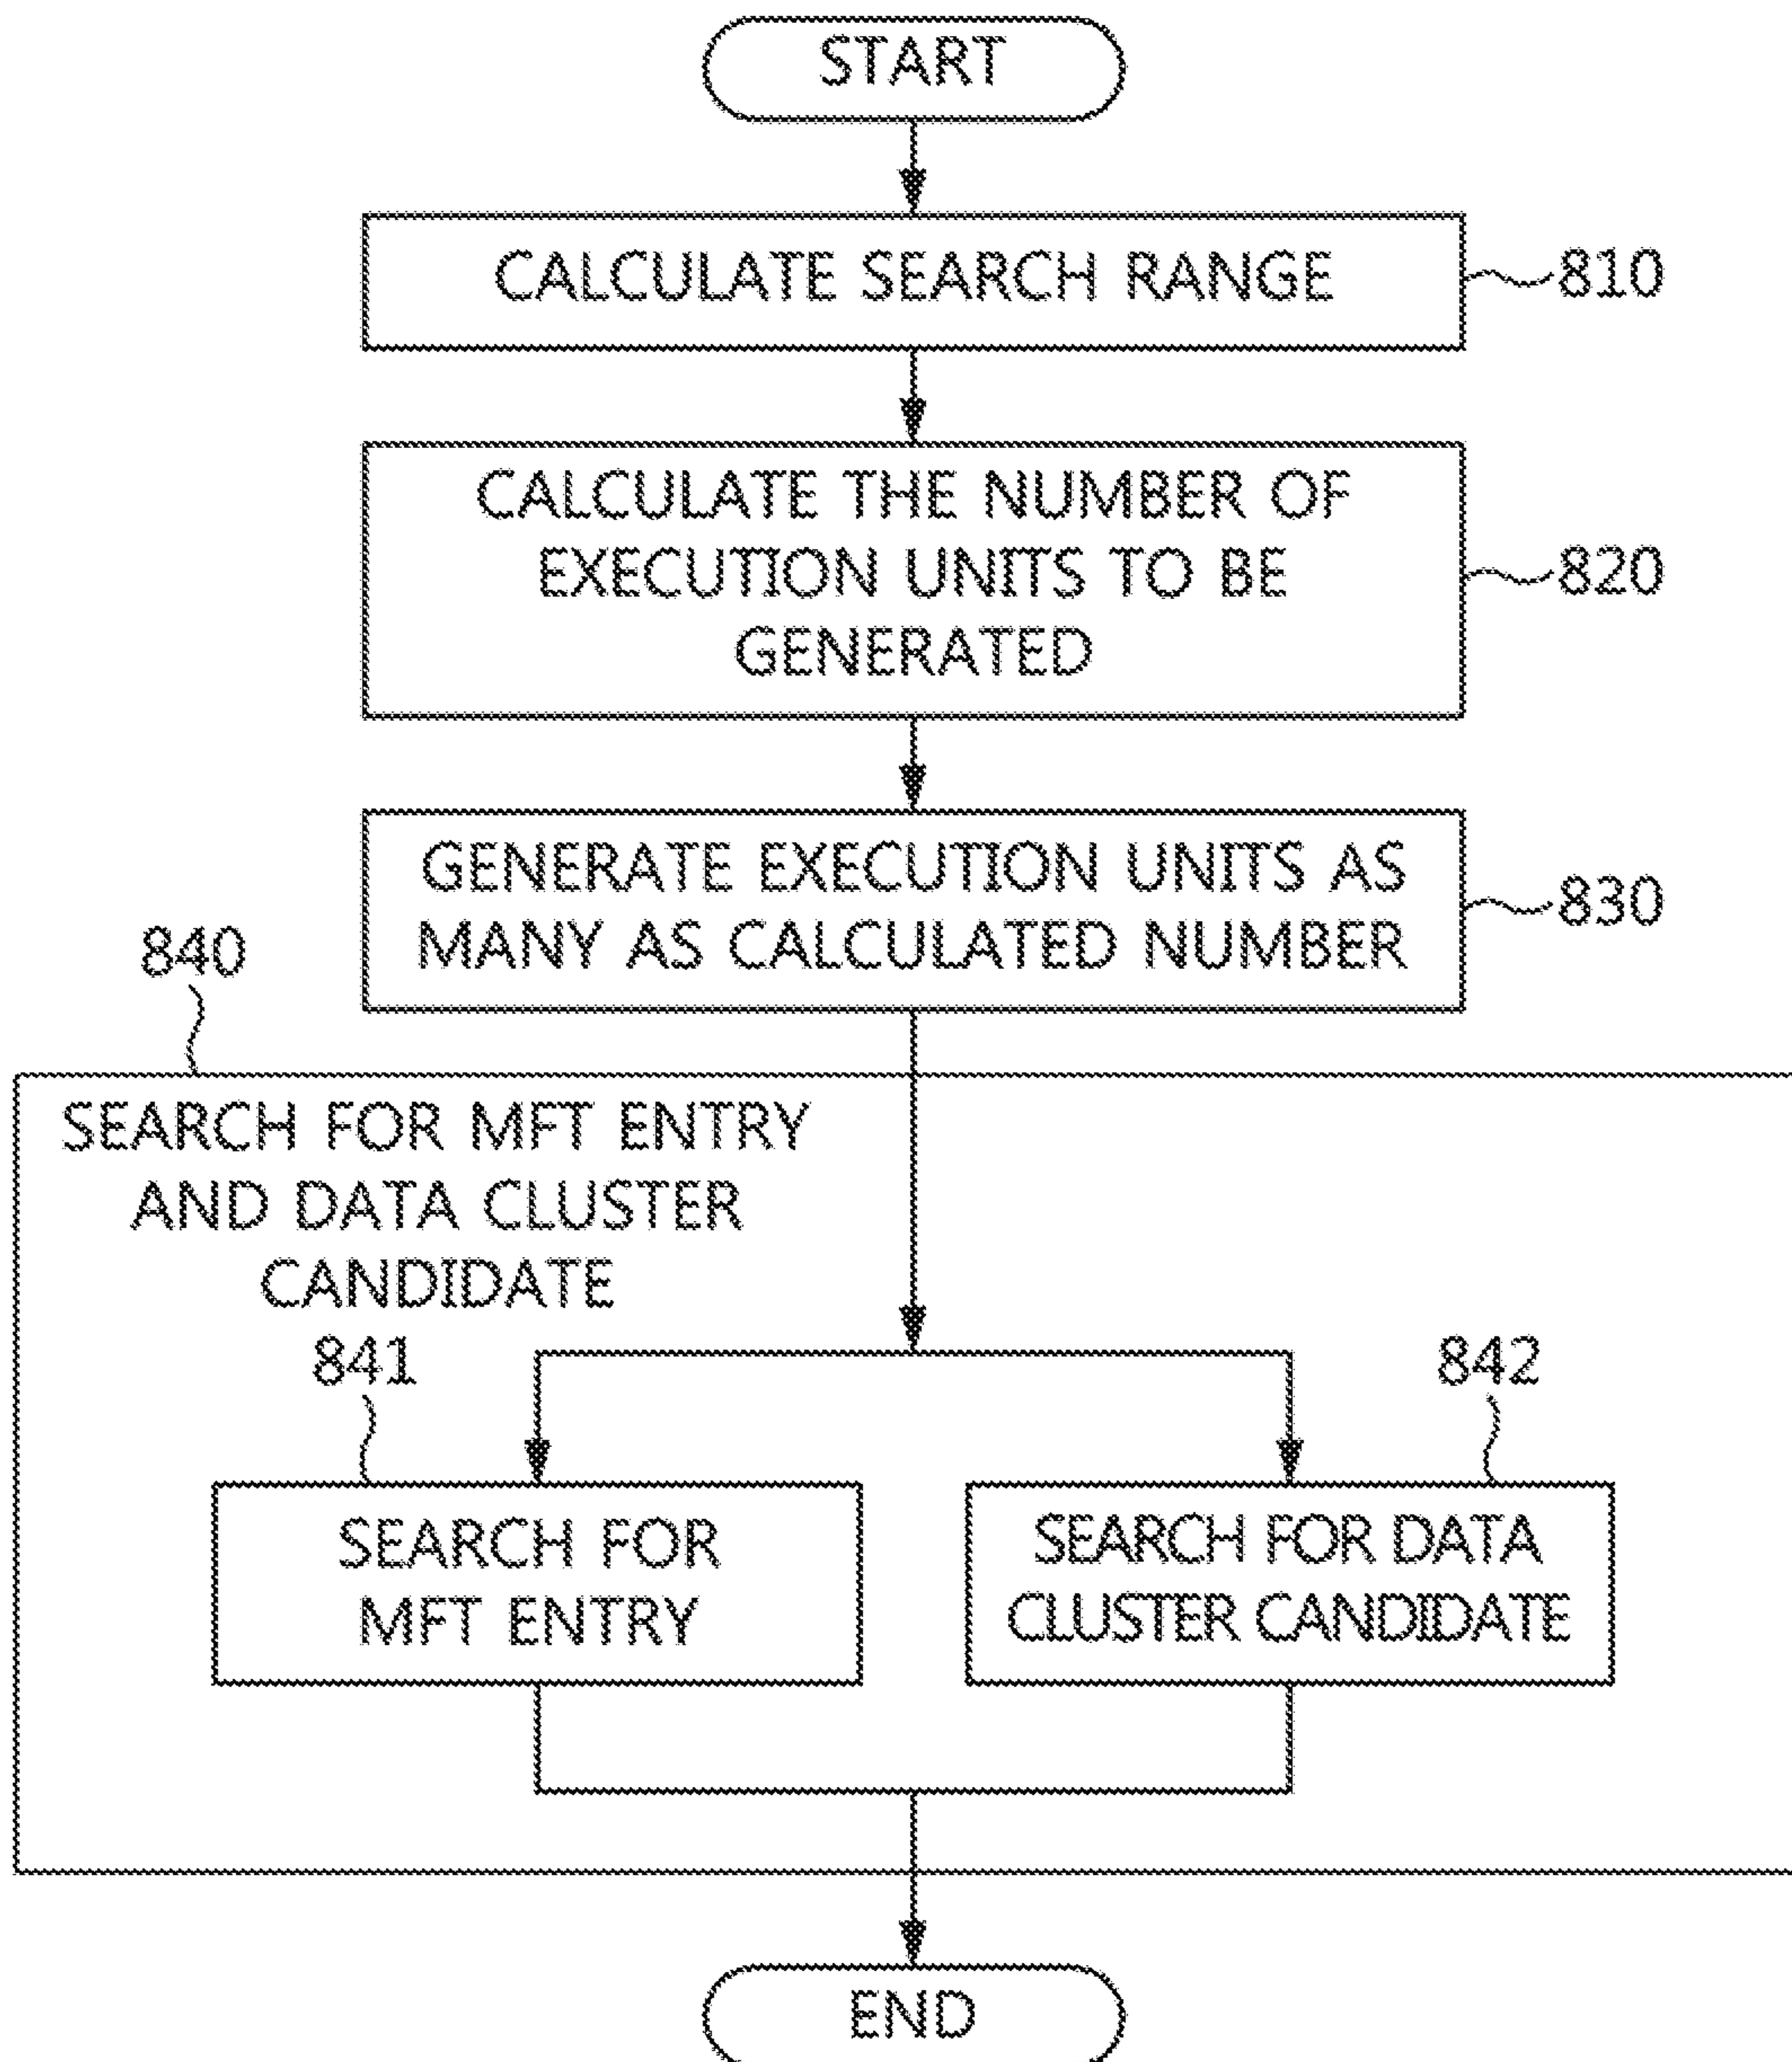 START
CALCULATE SEARCH RANGE
810
CALCULATE THE NUMBER OF
EXECUTION UNITS TO BE
GENERATED
820
GENERATE EXECUTION UNITS AS
MANY AS CALCULATED NUMBER
830
840
SEARCH FOR MFT ENTRY
AND DATA CLUSTER
CANDIDATE
841
842
SEARCH FOR
MFT ENTRY
SEARCH FOR DATA
CLUSTER CANDIDATE
END